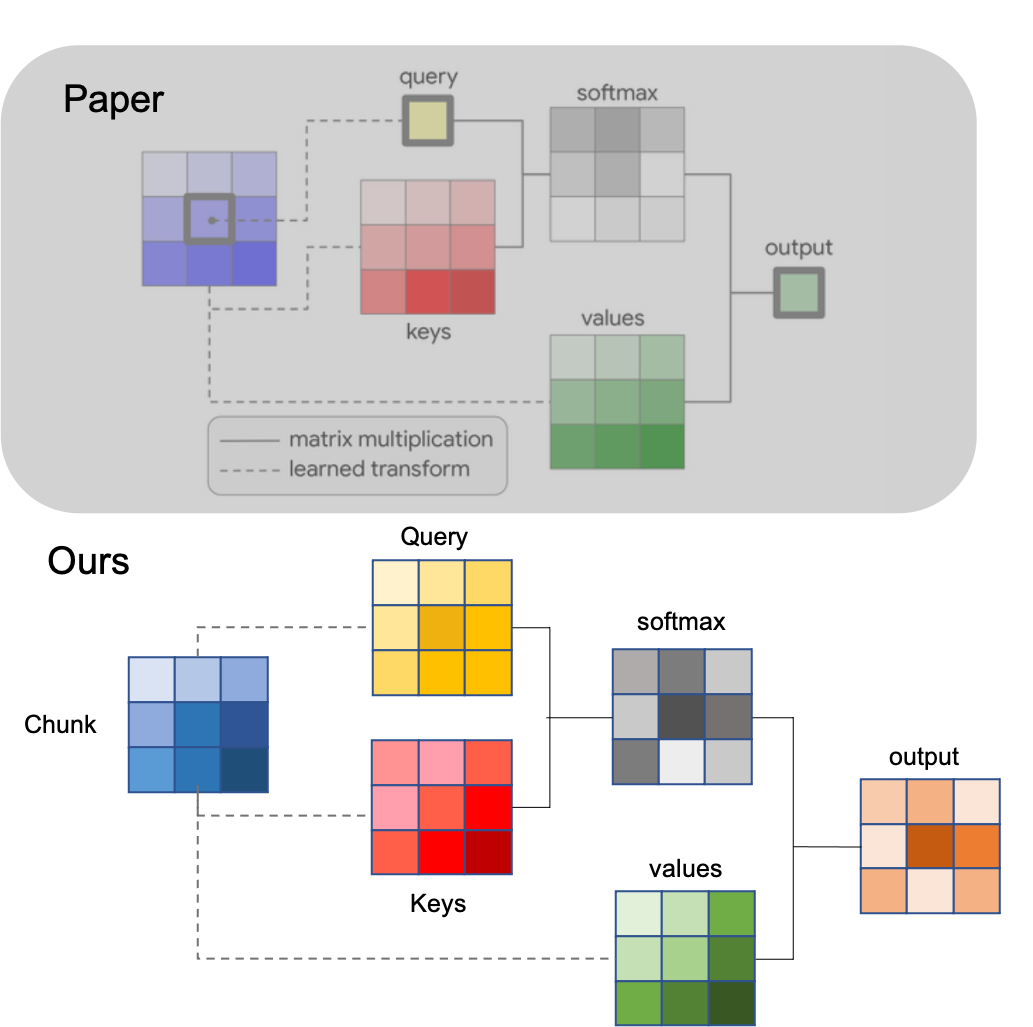 Paper
query
softmax
keys
output
values
matrix multiplication
learned transform
Ours
Query
softmax
Chunk
output
values
Keys